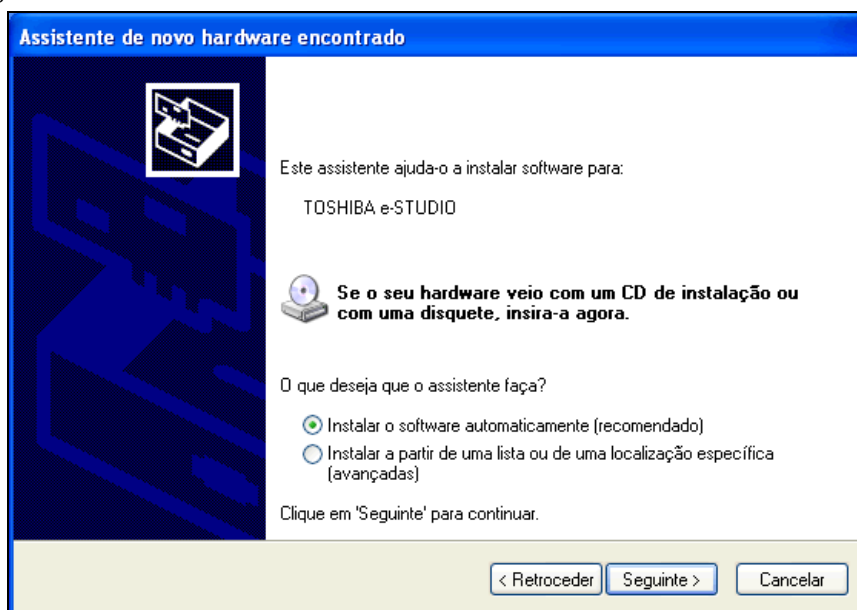 Assistente de novo hardware encontrado
Este assistente ajuda-o a instalar software para:
TOSHIBA e-STUDIO
Se o seu hardware veio com um CD de instalação ou
com uma disquete, insira-a agora.
O que deseja que o assistente faça?
Instalar o software automaticamente (recomendado)
Instalar a partir de uma lista ou de uma localização específica
(avançadas)
Clique em 'Seguinte' para continuar.
< Retroceder Seguinte > Cancelar